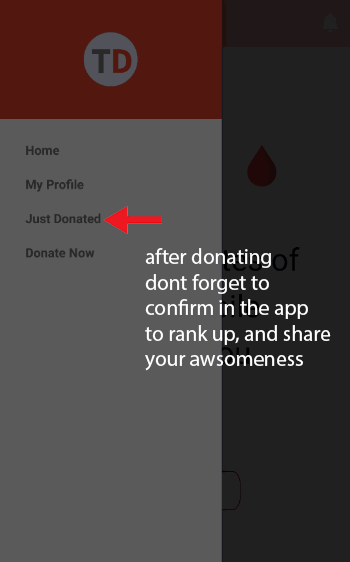 TD
Home
My Profile
Just Donated
Donate Now
after donating
dont forget to
confirm in the app
to rank up, and share
your awsomeness